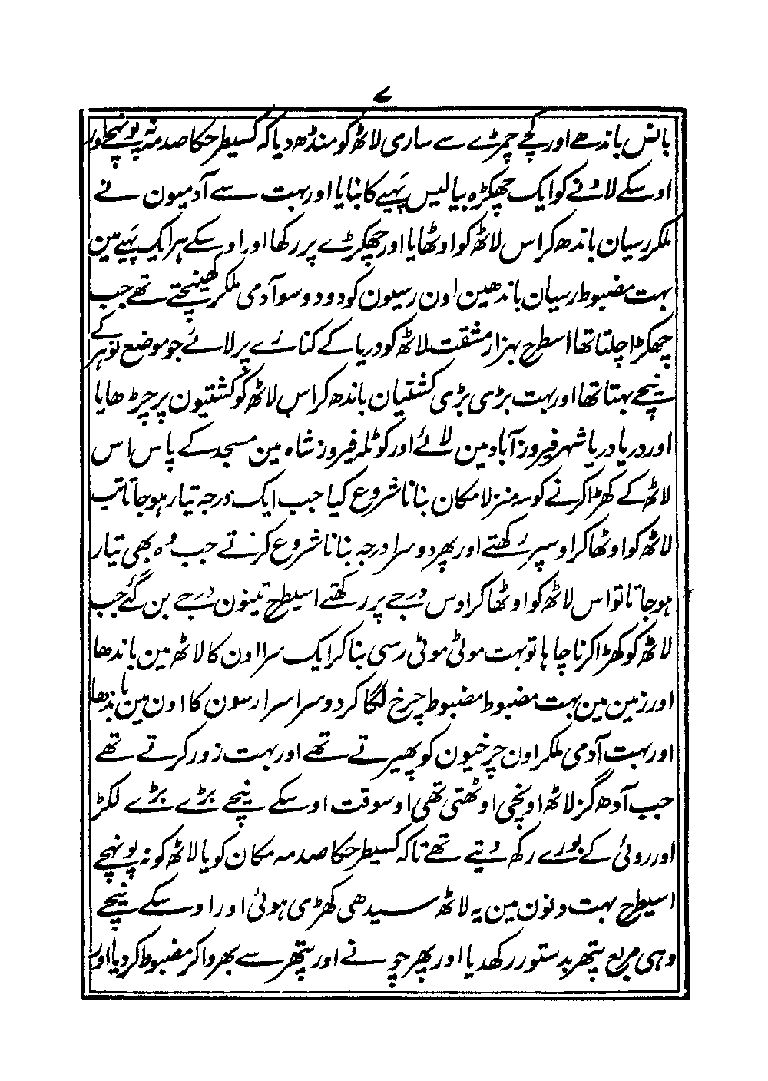 ۷
بانس باندھے اور کچے چمڑے سے ساری لاٹھ کو منڈھ دیا کہ کسیطرحکا صدمہ نہ پونہچے اور
اوسکے لانے کو ایک چھکڑہ بیالیس پہیے کا بنایا اور بہت سے آدمیون نے
ملکر رسیان باندھ کر اس لاٹھ کو اوٹھایا اور چھکڑے پر رکھا اور اوسکے ہر ایک پہیے مین
بہت مضبوط رسیان باندھین اون رسیون کو دو دو سو آدمی ملکر کھینچتے تھے جب
چھکڑا چلتا تھا اسطرح بہزار مشقت لاٹھ کو دریا کے کنارے پر لائے جو موضع نوہر کے
نیچے بہتا تھا اور بہت بڑی بڑی کشتیان باندھ کر اس لاٹھ کو کشتیون پر چڑھایا
اور دریا دریا شہر فیروزآباد مین لائے اور کوٹلہ فیروز شاہ مین مسجد کے پاس اس
لاٹھ کے کھڑا کرنے کو سہ منزلا مکان بنانا شروع کیا جب ایک درجہ تیار ہو جاتا تب
لاٹھ کو اوٹھا کر اوسپر رکھتے اور پھر دوسرا درجہ بنانا شروع کرتے جب وہ بھی تیار
ہو جاتا تو اس لاٹھ کو اوٹھا کر اوس درجے پر رکھتے اسیطرح تینون درجے بن گئے جب
لاٹھ کو کھڑا کرنا چاہا تو بہت موٹی موٹی رسی بنا کر ایک سرا اون کا لاٹھ مین باندھا
اور زمین مین بہت مضبوط مضبوط چرخ لگا کر دوسرا سرا رسون کا اون مین باندھا
اور بہت آدمی ملکر اون چرخیون کو پھیرتے تھے اور بہت زور کرتے تھے
جب آدھ گز لاٹھ اونچی اوٹھتی تھی اوسوقت اوسکے نیچے بڑے بڑے لکڑ
اور روئی کے بورے رکھ دیتے تھے تاکہ کسیطرحکا صدمہ مکان کو یا لاٹھ کو نہ پونہچے
اسیطرح بہت دنون مین یہ لاٹھ سیدھی کھڑی ہوئی اور اوسکے نیچے
وہی مربع پتھر بدستور رکھدیا اور پھر چونے اور پتھر سے بھروا کر مضبوط کر دیا اور